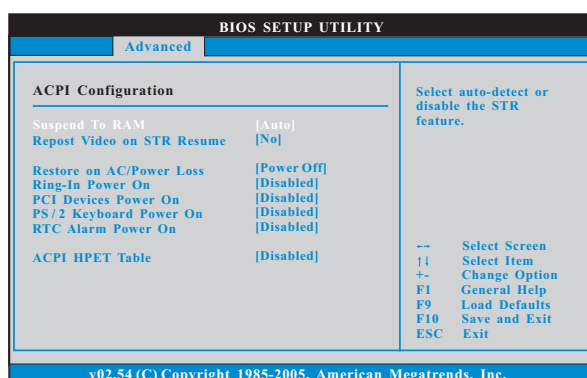 BIOS SETUP UTILITY
Advanced
ACPI Configuration
Suspend To RAM [Auto]
Repost Video on STR Resume [No]
Restore on AC/Power Loss [Power Off]
Ring-In Power On [Disabled]
PCI Devices Power On [Disabled]
PS/2 Keyboard Power On [Disabled]
RTC Alarm Power On [Disabled]
ACPI HPET Table [Disabled]
Select auto-detect or
disable the STR
feature.
←→ Select Screen
↑↓ Select Item
+- Change Option
F1 General Help
F9 Load Defaults
F10 Save and Exit
ESC Exit
v02.54 (C) Copyright 1985-2005, American Megatrends, Inc.